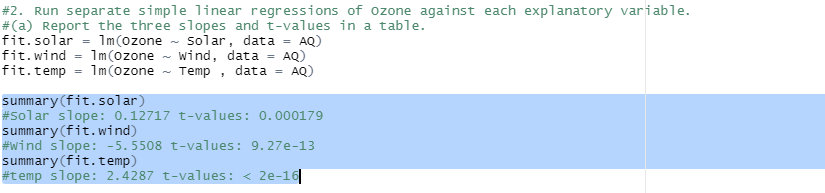 #2. Run separate simple linear regressions of Ozone against each explanatory variable.
#(a) Report the three slopes and t-values in a table.
fit.solar = lm(Ozone ~ Solar, data = AQ)
fit.wind = lm(Ozone ~ Wind, data = AQ)
fit.temp = lm(Ozone ~ Temp , data = AQ)
summary(fit.solar)
#Solar slope: 0.12717 t-values: 0.000179
summary(fit.wind)
#Wind slope: -5.5508 t-values: 9.27e-13
summary(fit.temp)
#temp slope: 2.4287 t-values: < 2e-16